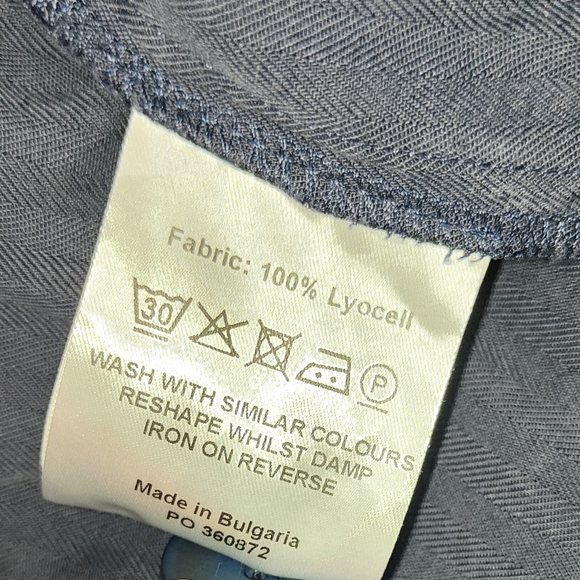 Fabric: 100% Lyocell
30 P
WASH WITH SIMILAR COLOURS
RESHAPE WHILST DAMP
IRON ON REVERSE
Made in Bulgaria
PO 360872